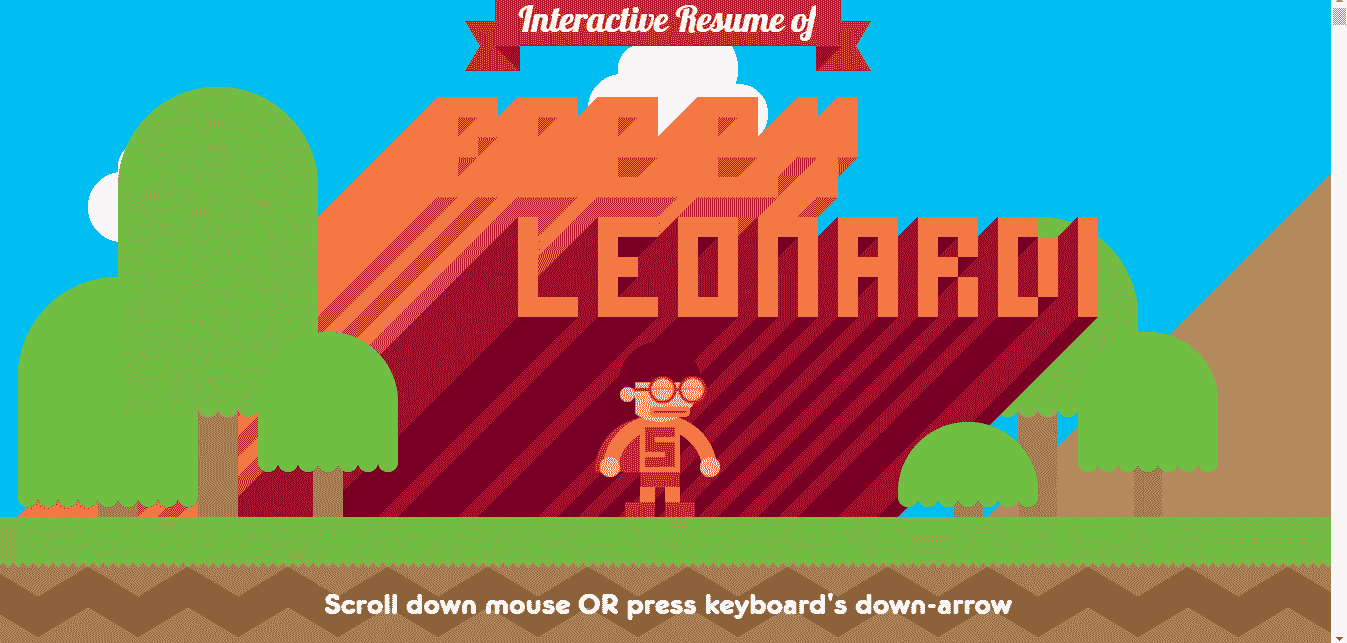 Interactive Resume of
LEONARDI
S
Scroll down mouse OR press keyboard's down-arrow